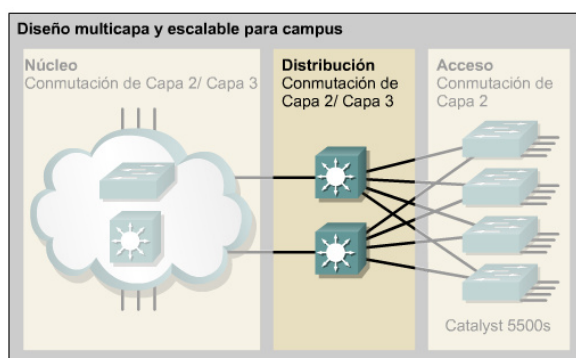 Diseño multicapa y escalable para campus
Núcleo
Conmutación de Capa 2/ Capa 3
Distribución
Conmutación de
Capa 2/ Capa 3
Acceso
Conmutación de
Capa 2
Catalyst 5500s